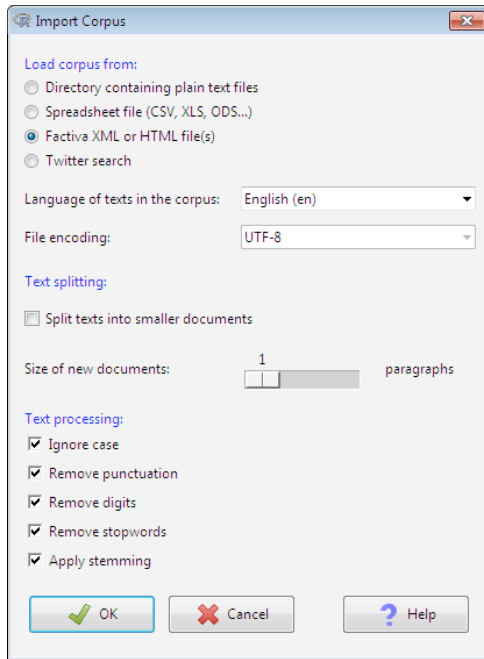 Import Corpus
Load corpus from:
Directory containing plain text files
Spreadsheet file (CSV, XLS, ODS...)
Factiva XML or HTML file(s)
Twitter search
Language of texts in the corpus: English (en)
File encoding: UTF-8
Text splitting:
Split texts into smaller documents
1
Size of new documents: paragraphs
Text processing:
Ignore case
Remove punctuation
Remove digits
Remove stopwords
Apply stemming
OK Cancel Help